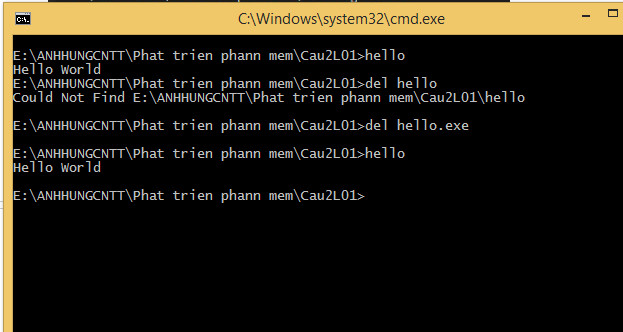 C:\Windows\system32\cmd.exe
E:\ANHHUNGCNTT\Phat trien phann mem\Cau2L01>hello
Hello World
E:\ANHHUNGCNTT\Phat trien phann mem\Cau2L01>del hello
Could Not Find E:\ANHHUNGCNTT\Phat trien phann mem\Cau2L01\hello
E:\ANHHUNGCNTT\Phat trien phann mem\Cau2L01>del hello.exe
E:\ANHHUNGCNTT\Phat trien phann mem\Cau2L01>hello
Hello World
E:\ANHHUNGCNTT\Phat trien phann mem\Cau2L01>